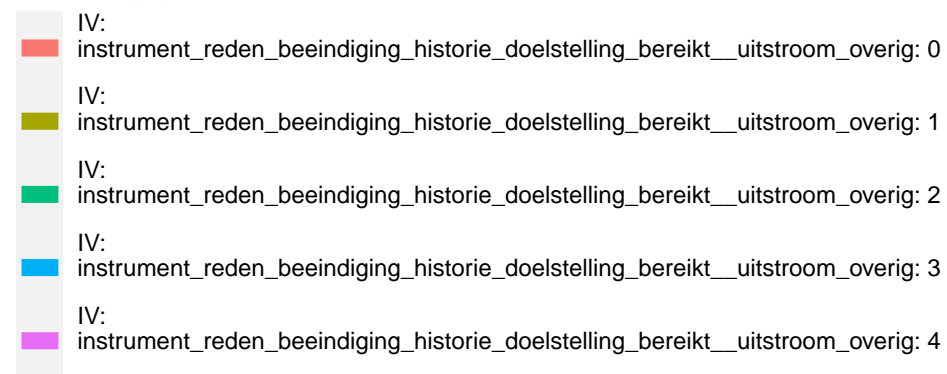 IV:
instrument_reden_beeindiging_historie_doelstelling_bereikt__uitstroom_overig: 0
IV:
instrument_reden_beeindiging_historie_doelstelling_bereikt__uitstroom_overig: 1
IV:
instrument_reden_beeindiging_historie_doelstelling_bereikt__uitstroom_overig: 2
IV:
instrument_reden_beeindiging_historie_doelstelling_bereikt__uitstroom_overig: 3
IV:
instrument_reden_beeindiging_historie_doelstelling_bereikt__uitstroom_overig: 4